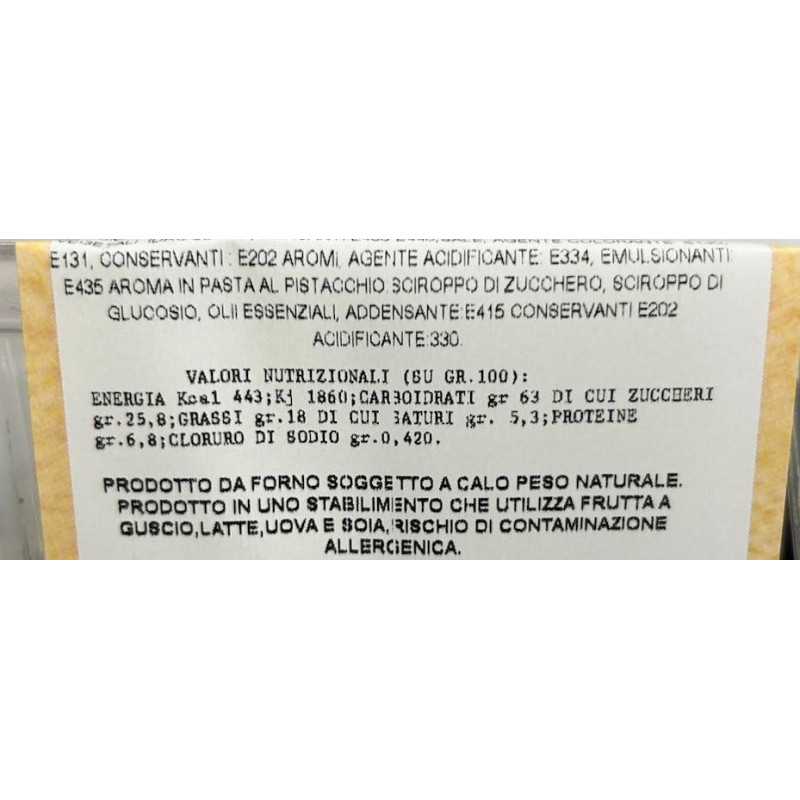 E131, CONSERVANTI : E202 AROMI, AGENTE ACIDIFICANTE: E334, EMULSIONANTI:
E435 AROMA IN PASTA AL PISTACCHIO:SCIROPPO DI ZUCCHERO, SCIROPPO DI
GLUCOSIO, OLII ESSENZIALI, ADDENSANTE:E415 CONSERVANTI E202
ACIDIFICANTE:330.
VALORI NUTRIZIONALI (SU GR.100):
ENERGIA Kcal 443;Kj 1860;CARBOIDRATI gr 63 DI CUI ZUCCHERI
gr.25,8;GRASSI gr.18 DI CUI SATURI gr. 5,3;PROTEINE
gr.6,8;CLORURO DI SODIO gr.0,420.
PRODOTTO DA FORNO SOGGETTO A CALO PESO NATURALE.
PRODOTTO IN UNO STABILIMENTO CHE UTILIZZA FRUTTA A
GUSCIO,LATTE,UOVA E SOIA,RISCHIO DI CONTAMINAZIONE
ALLERGENICA.